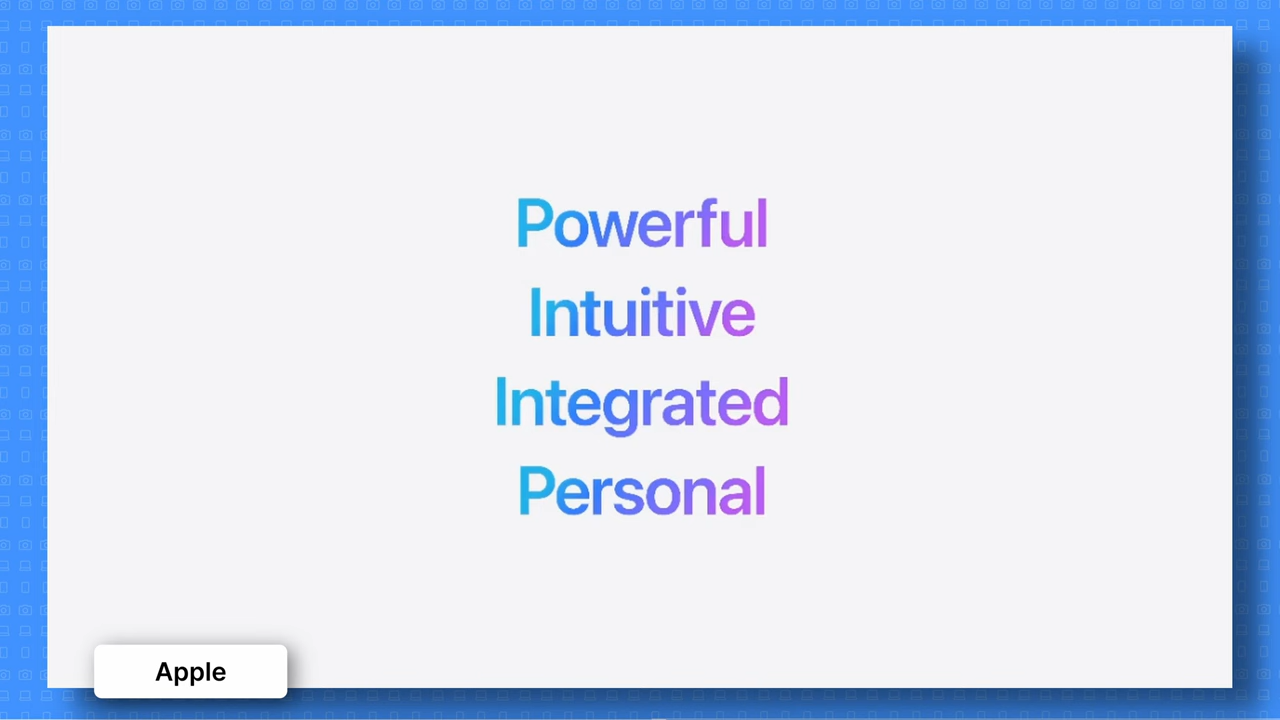 Powerful
Intuitive
Integrated
Personal
Apple